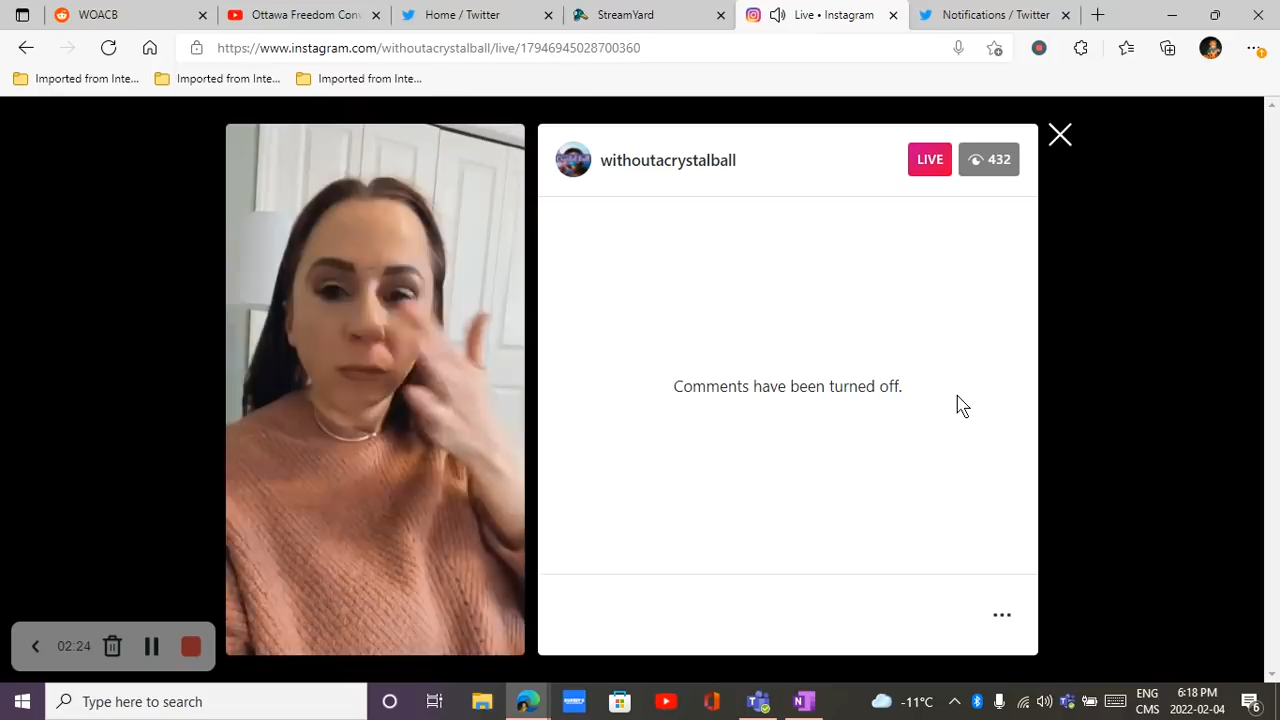 WOACB
Ottawa Freedom Con
Home / Twitter
StreamYard
Live • Instagram
Notifications / Twitter
https://www.instagram.com/withoutacrystalball/live/17946945028700360
Imported from Inte...
Imported from Inte...
Imported from Inte...
withoutacrystalball
LIVE
432
Comments have been turned off.
02:24
Type here to search
-11°C
ENG
CMS
6:18 PM
2022-02-04
6